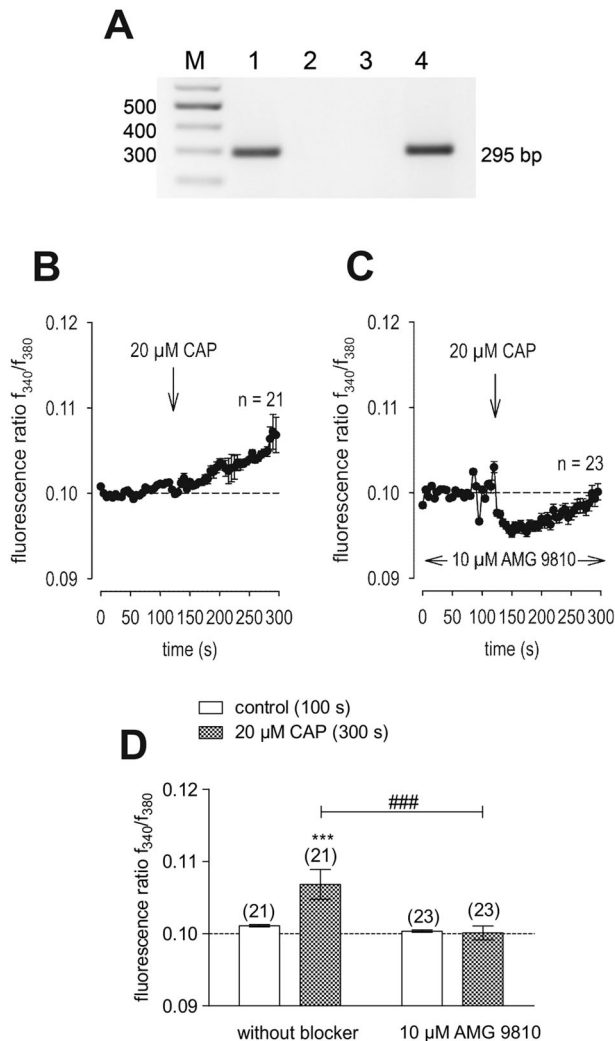 A
M 1 2 3 4
500
400
300
295 bp
B
fluorescence ratio f340/f380
0.12
0.11
0.10
0.09
20 µM CAP
n = 21
0 50 100 150 200 250 300
time (s)
C
fluorescence ratio f340/f380
0.12
0.11
0.10
0.09
20 µM CAP
n = 23
10 µM AMG 9810
0 50 100 150 200 250 300
time (s)
control (100 s)
20 µM CAP (300 s)
D
fluorescence ratio f340/f380
0.12
0.11
0.10
0.09
###
***
(21)
(21)
(23)
(23)
without blocker
10 µM AMG 9810